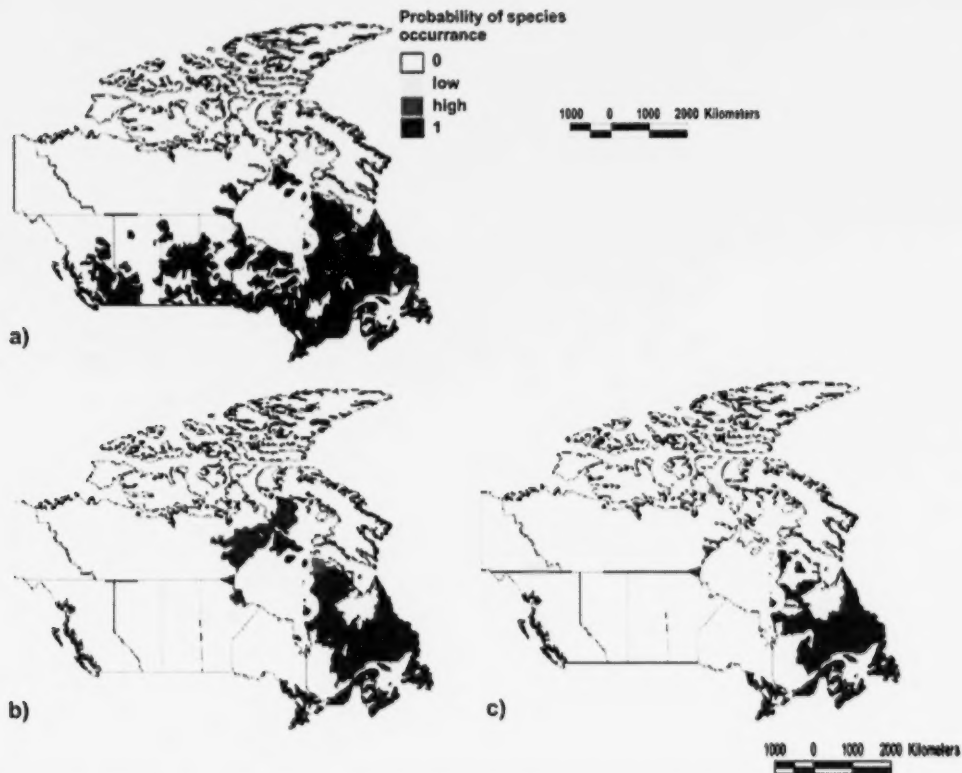 Probability of species
occurrance
0
low
high
1
1000 0 1000 2000 Kilometers
a)
b)
c)
1000 0 1000 2000 Kilometers